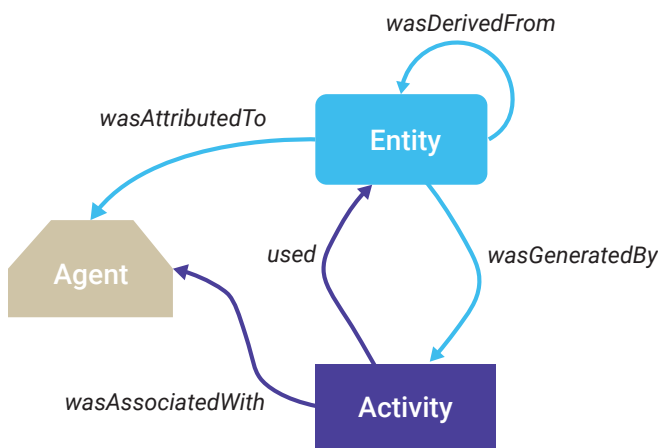 wasDerivedFrom
wasAttributedTo
Entity
used
wasGeneratedBy
Agent
wasAssociatedWith
Activity